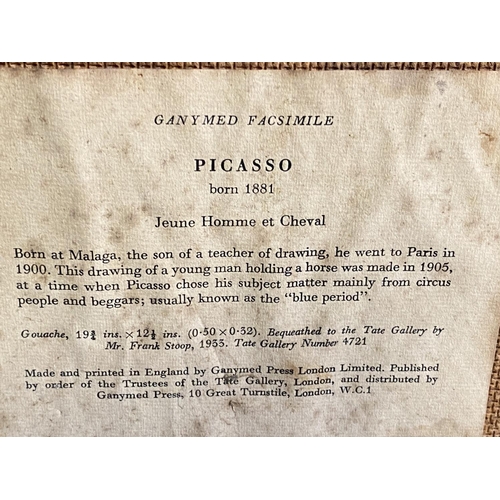 GANYMED FACSIMILE
PICASSO
born 1881
Jeune Homme et Cheval
Born at Malaga, the son of a teacher of drawing, he went to Paris in
1900. This drawing of a young man holding a horse was made in 1905,
at a time when Picasso chose his subject matter mainly from circus
people and beggars; usually known as the "blue period".
Gouache, 19¾ ins. × 12½ ins. (0·50 × 0·32). Bequeathed to the Tate Gallery by
Mr. Frank Stoop, 1933. Tate Gallery Number 4721
Made and printed in England by Ganymed Press London Limited. Published
by order of the Trustees of the Tate Gallery, London, and distributed by
Ganymed Press, 10 Great Turnstile, London, W.C.1